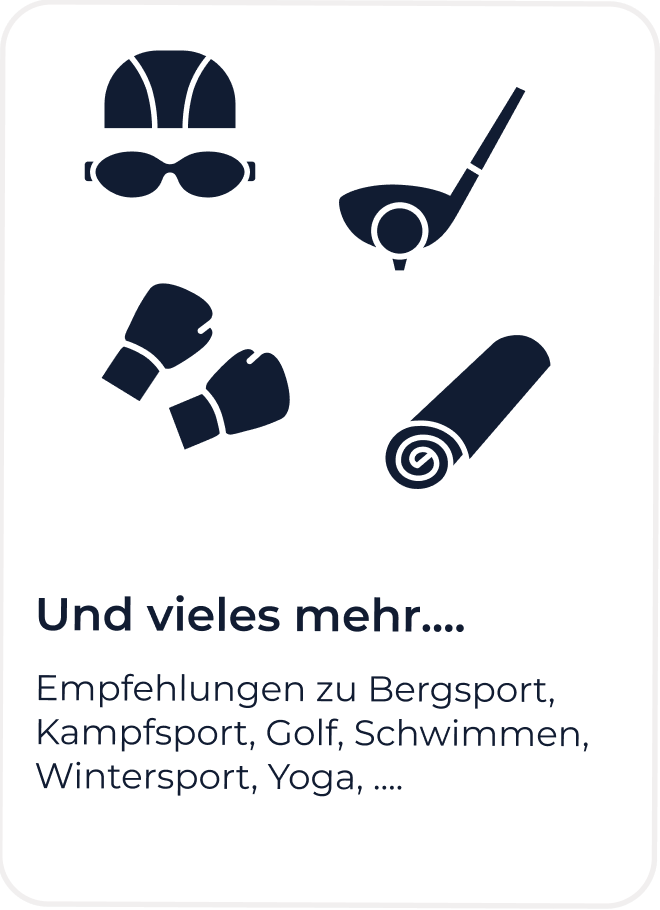 Und vieles mehr....
Empfehlungen zu Bergsport,
Kampfsport, Golf, Schwimmen,
Wintersport, Yoga, ....